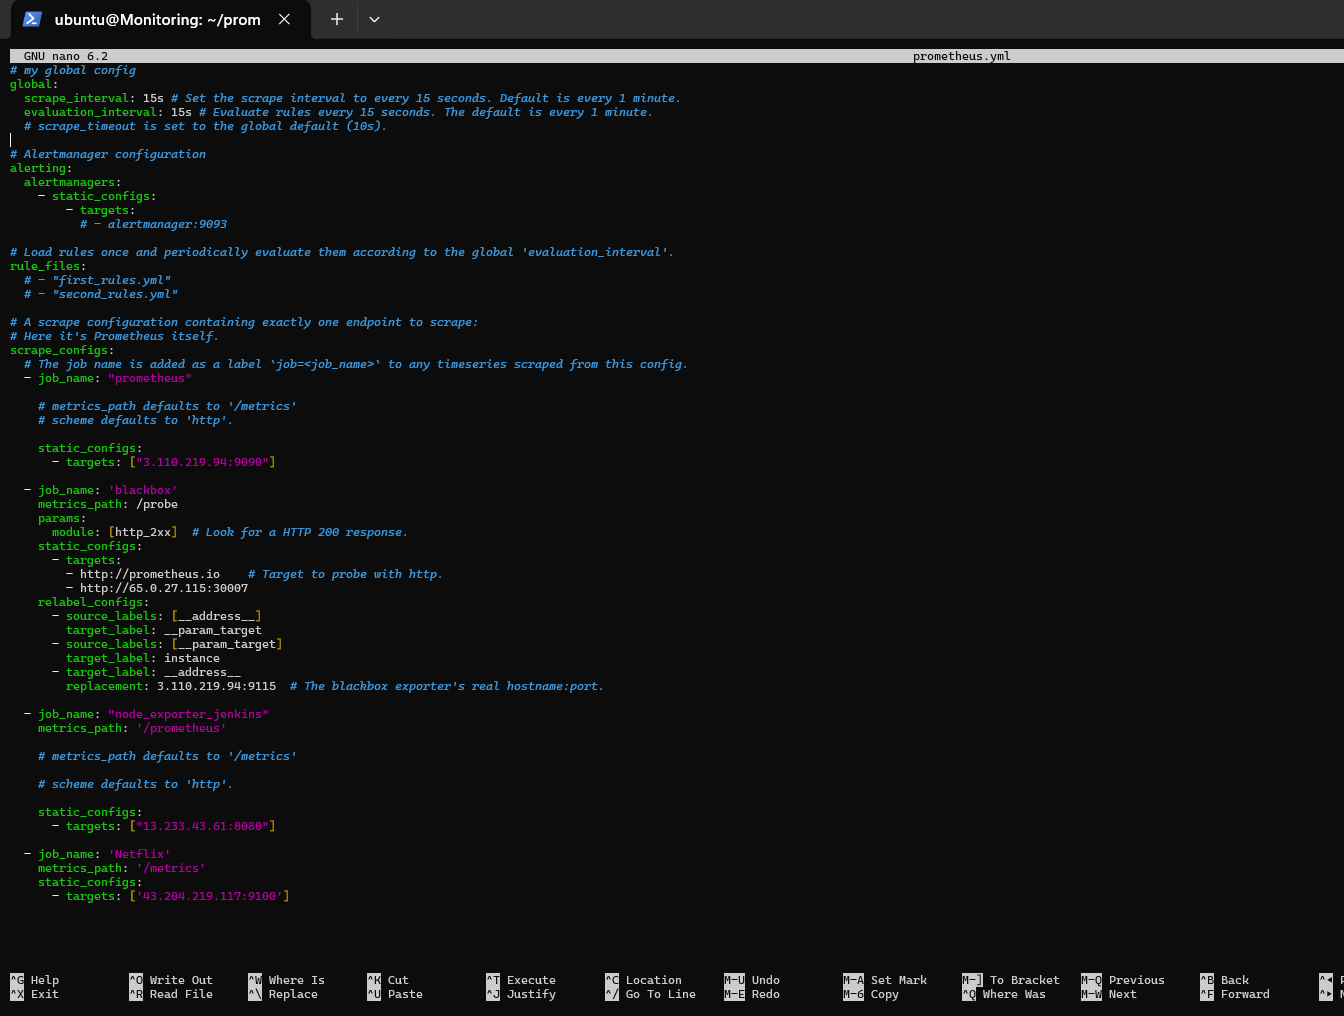 ubuntu@Monitoring: ~/prom
GNU nano 6.2 prometheus.yml
# my global config
global:
  scrape_interval: 15s # Set the scrape interval to every 15 seconds. Default is every 1 minute.
  evaluation_interval: 15s # Evaluate rules every 15 seconds. The default is every 1 minute.
  # scrape_timeout is set to the global default (10s).

# Alertmanager configuration
alerting:
  alertmanagers:
    - static_configs:
        - targets:
          # - alertmanager:9093

# Load rules once and periodically evaluate them according to the global 'evaluation_interval'.
rule_files:
  # - "first_rules.yml"
  # - "second_rules.yml"

# A scrape configuration containing exactly one endpoint to scrape:
# Here it's Prometheus itself.
scrape_configs:
  # The job name is added as a label `job=<job_name>` to any timeseries scraped from this config.
  - job_name: "prometheus"

    # metrics_path defaults to '/metrics'
    # scheme defaults to 'http'.

    static_configs:
      - targets: ["3.110.219.94:9090"]

  - job_name: 'blackbox'
    metrics_path: /probe
    params:
      module: [http_2xx]  # Look for a HTTP 200 response.
    static_configs:
      - targets:
        - http://prometheus.io    # Target to probe with http.
        - http://65.0.27.115:30007
    relabel_configs:
      - source_labels: [__address__]
        target_label: __param_target
      - source_labels: [__param_target]
        target_label: instance
      - target_label: __address__
        replacement: 3.110.219.94:9115  # The blackbox exporter's real hostname:port.

  - job_name: "node_exporter_jenkins"
    metrics_path: '/prometheus'

    # metrics_path defaults to '/metrics'

    # scheme defaults to 'http'.

    static_configs:
      - targets: ["13.233.43.61:8080"]

  - job_name: 'Netflix'
    metrics_path: '/metrics'
    static_configs:
      - targets: ['43.204.219.117:9100']

^G Help ^O Write Out ^W Where Is ^K Cut ^T Execute ^C Location M-U Undo M-A Set Mark M-] To Bracket M-Q Previous ^B Back
^X Exit ^R Read File ^\ Replace ^U Paste ^J Justify ^/ Go To Line M-E Redo M-6 Copy ^Q Where Was M-W Next ^F Forward